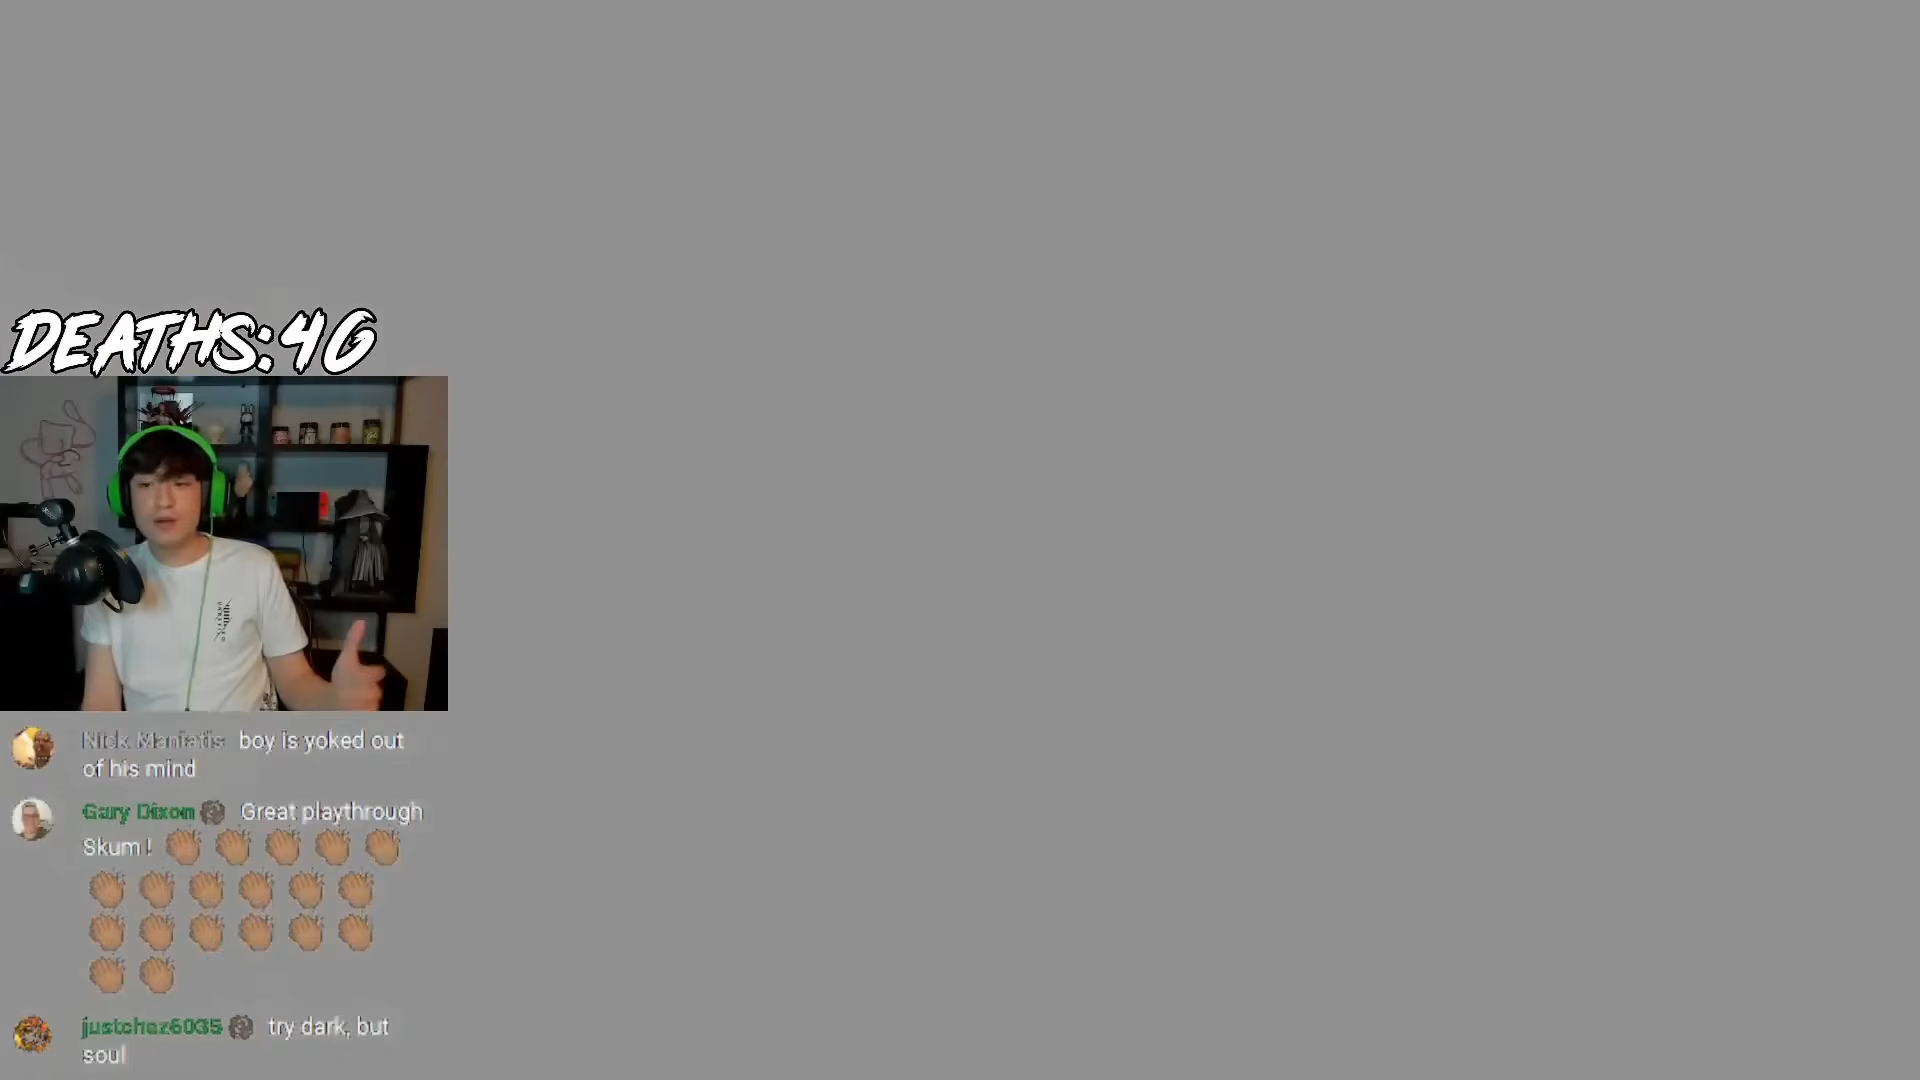 DEATHS:46
Nick Maniatis boy is yoked out
of his mind
Gary Dixon Great playthrough
Skum! 👏🏽 👏🏽 👏🏽 👏🏽 👏🏽
👏🏽 👏🏽 👏🏽 👏🏽 👏🏽 👏🏽
👏🏽 👏🏽 👏🏽 👏🏽 👏🏽 👏🏽
👏🏽 👏🏽
justchez6035 try dark, but
soul